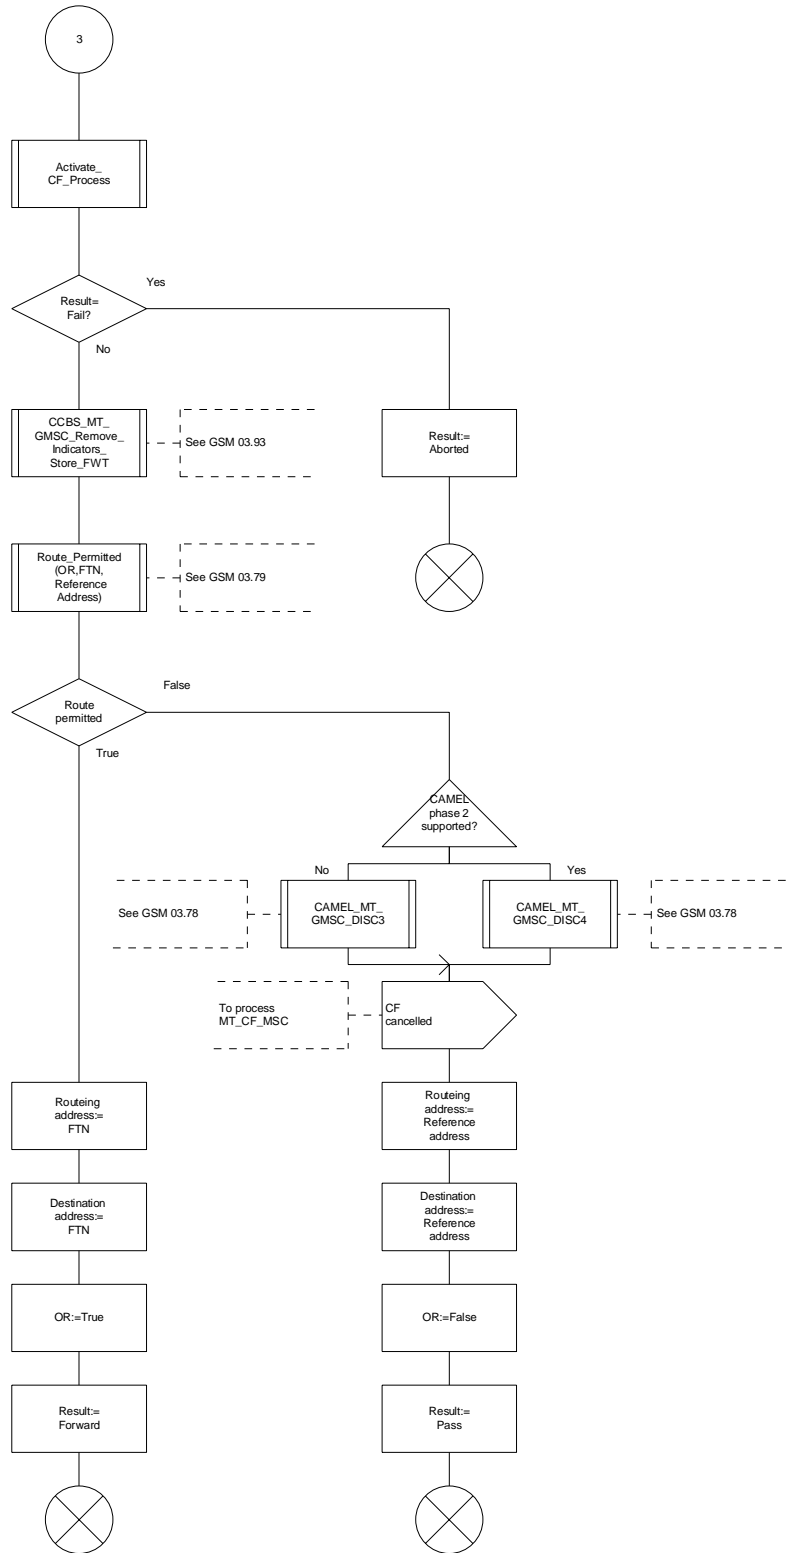 3
Activate_
CF_Process
Yes
Result=
Fail?
No
CCBS_MT_
GMSC_Remove_
Indicators_
Store_FWT
See GSM 03.93
Result:=
Aborted
Route_Permitted
(OR,FTN,
Reference
Address)
See GSM 03.79
False
Route
permitted
True
CAMEL
phase 2
supported?
No
Yes
See GSM 03.78
CAMEL_MT_
GMSC_DISC3
CAMEL_MT_
GMSC_DISC4
See GSM 03.78
To process
MT_CF_MSC
CF
cancelled
Routeing
address:=
FTN
Routeing
address:=
Reference
address
Destination
address:=
FTN
Destination
address:=
Reference
address
OR:=True
OR:=False
Result:=
Forward
Result:=
Pass